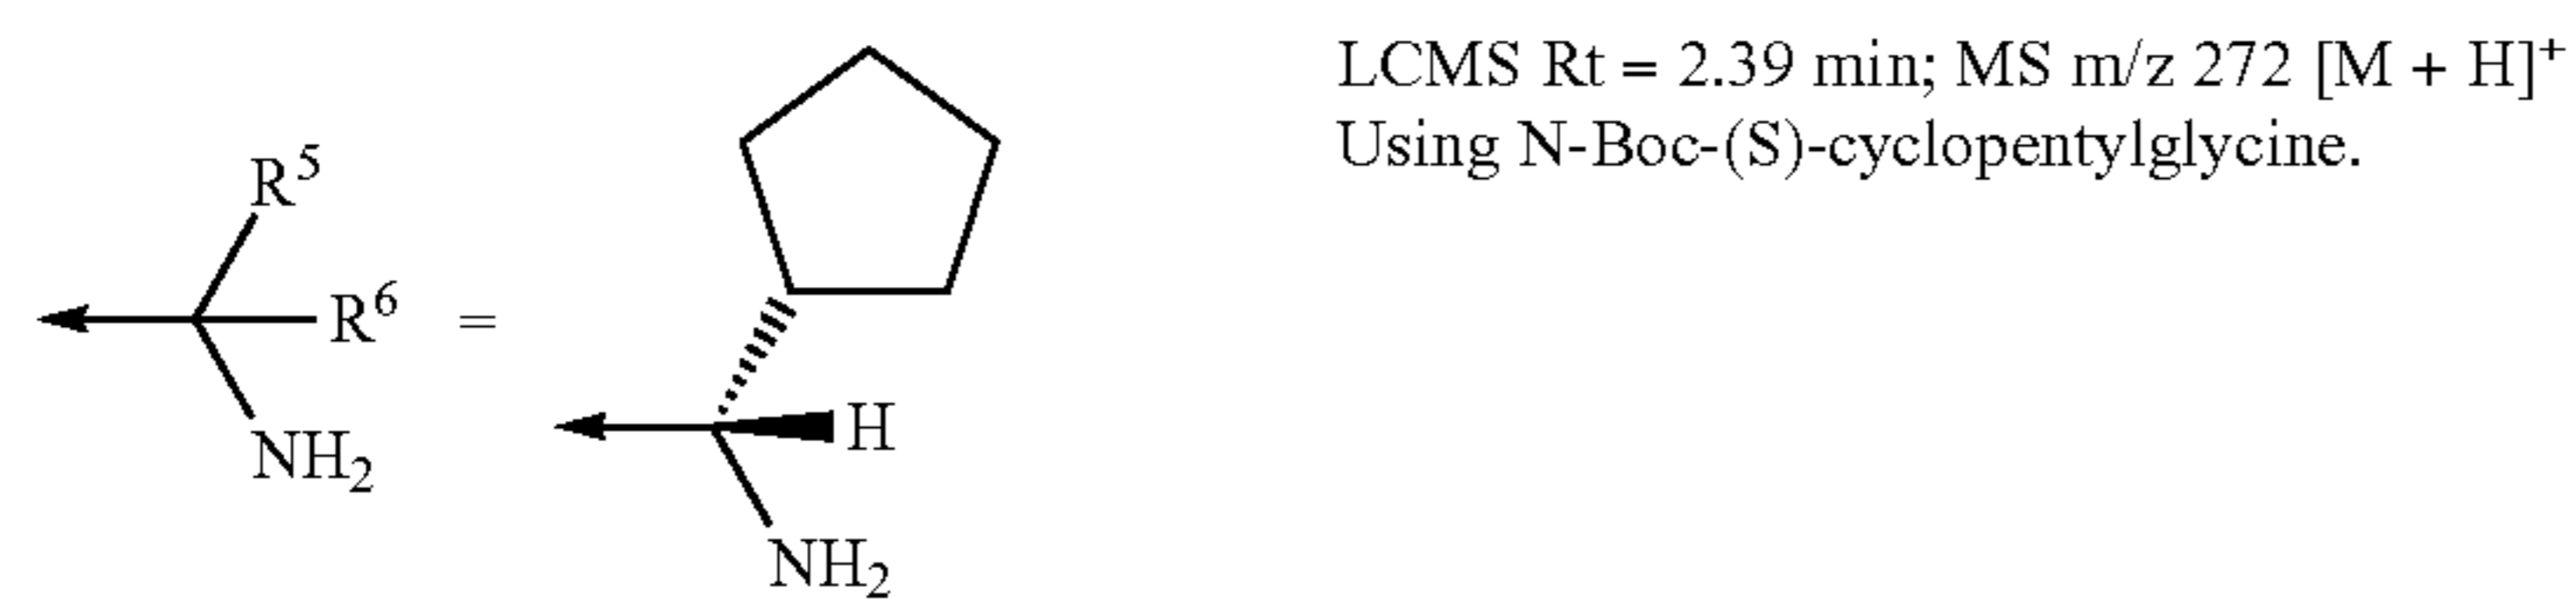 LCMS Rt = 2.39 min; MS m/z 272 [M + H]⁺
Using N-Boc-(S)-cyclopentylglycine.
R⁵
R⁶ =
NH₂
H
NH₂